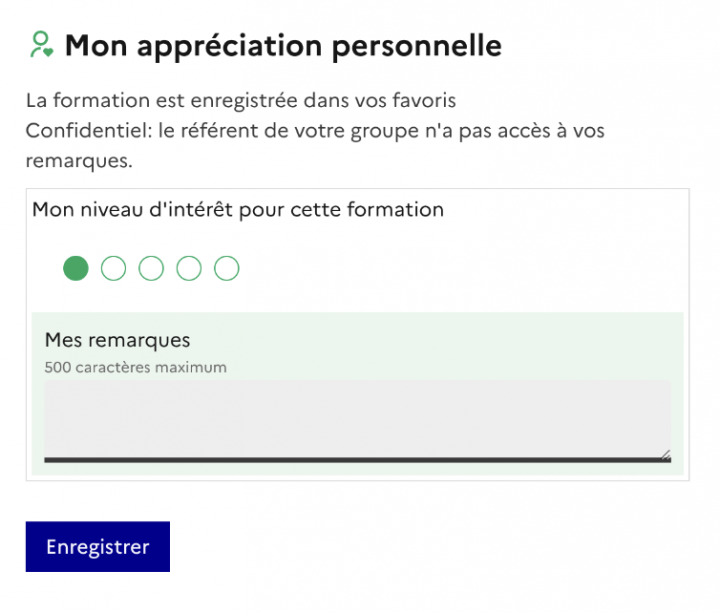 Mon appréciation personnelle
La formation est enregistrée dans vos favoris
Confidentiel: le référent de votre groupe n'a pas accès à vos
remarques.
Mon niveau d'intérêt pour cette formation
Mes remarques
500 caractères maximum
Enregistrer